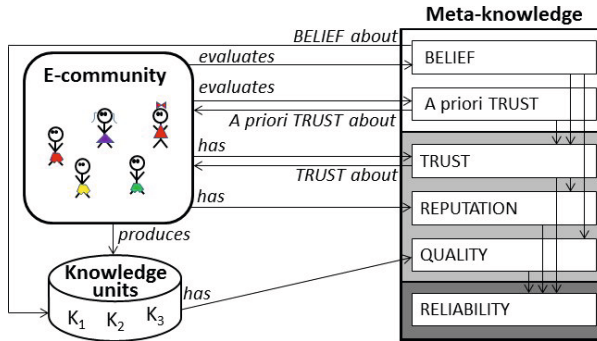 Meta-knowledge
BELIEF about
evaluates
BELIEF
E-community
evaluates
A priori TRUST
A priori TRUST about
has
TRUST
TRUST about
has
REPUTATION
produces
QUALITY
Knowledge
units
has
K1 K2 K3
RELIABILITY